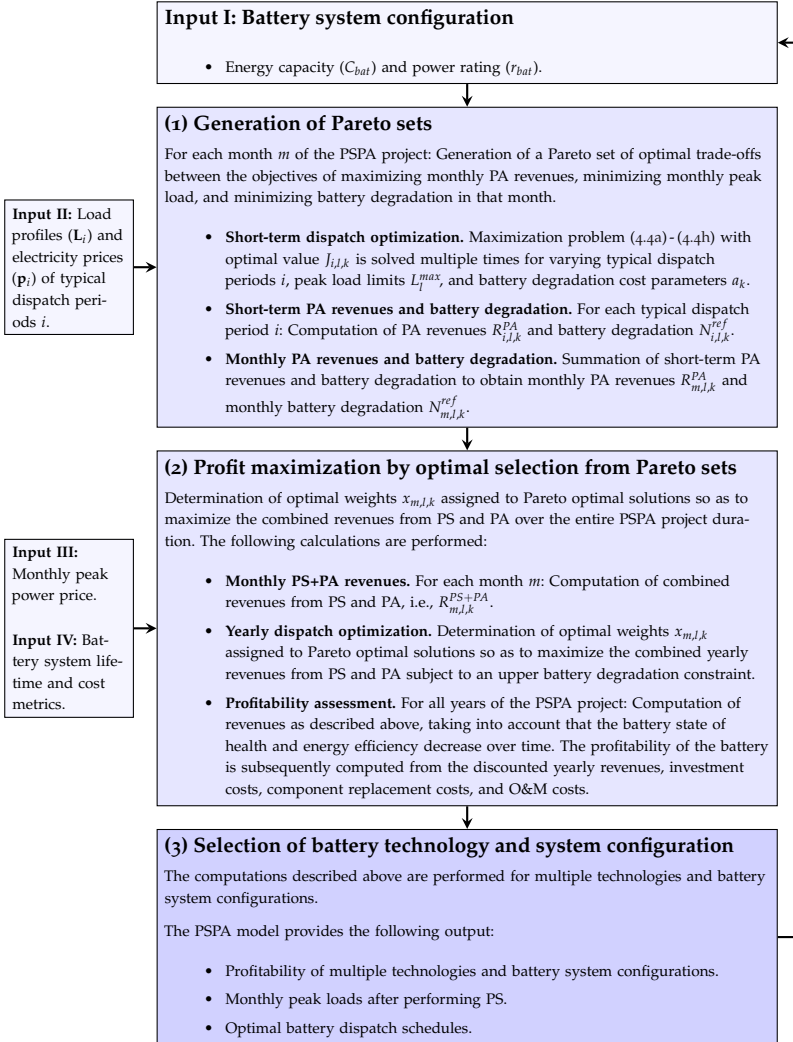 Input I: Battery system configuration
• Energy capacity (C_bat) and power rating (r_bat).
(1) Generation of Pareto sets
For each month m of the PSPA project: Generation of a Pareto set of optimal trade-offs
between the objectives of maximizing monthly PA revenues, minimizing monthly peak
load, and minimizing battery degradation in that month.
• Short-term dispatch optimization. Maximization problem (4.4a)-(4.4h) with
optimal value J_{i,l,k} is solved multiple times for varying typical dispatch
periods i, peak load limits L_l^{max}, and battery degradation cost parameters a_k.
• Short-term PA revenues and battery degradation. For each typical dispatch
period i: Computation of PA revenues R_{i,l,k}^{PA} and battery degradation N_{i,l,k}^{ref}.
• Monthly PA revenues and battery degradation. Summation of short-term PA
revenues and battery degradation to obtain monthly PA revenues R_{m,l,k}^{PA} and
monthly battery degradation N_{m,l,k}^{ref}.
Input II: Load
profiles (L_i) and
electricity prices
(p_i) of typical
dispatch peri-
ods i.
(2) Profit maximization by optimal selection from Pareto sets
Determination of optimal weights x_{m,l,k} assigned to Pareto optimal solutions so as to
maximize the combined revenues from PS and PA over the entire PSPA project dura-
tion. The following calculations are performed:
• Monthly PS+PA revenues. For each month m: Computation of combined
revenues from PS and PA, i.e., R_{m,l,k}^{PS+PA}.
• Yearly dispatch optimization. Determination of optimal weights x_{m,l,k}
assigned to Pareto optimal solutions so as to maximize the combined yearly
revenues from PS and PA subject to an upper battery degradation constraint.
• Profitability assessment. For all years of the PSPA project: Computation of
revenues as described above, taking into account that the battery state of
health and energy efficiency decrease over time. The profitability of the battery
is subsequently computed from the discounted yearly revenues, investment
costs, component replacement costs, and O&M costs.
Input III:
Monthly peak
power price.
Input IV: Bat-
tery system life-
time and cost
metrics.
(3) Selection of battery technology and system configuration
The computations described above are performed for multiple technologies and battery
system configurations.
The PSPA model provides the following output:
• Profitability of multiple technologies and battery system configurations.
• Monthly peak loads after performing PS.
• Optimal battery dispatch schedules.